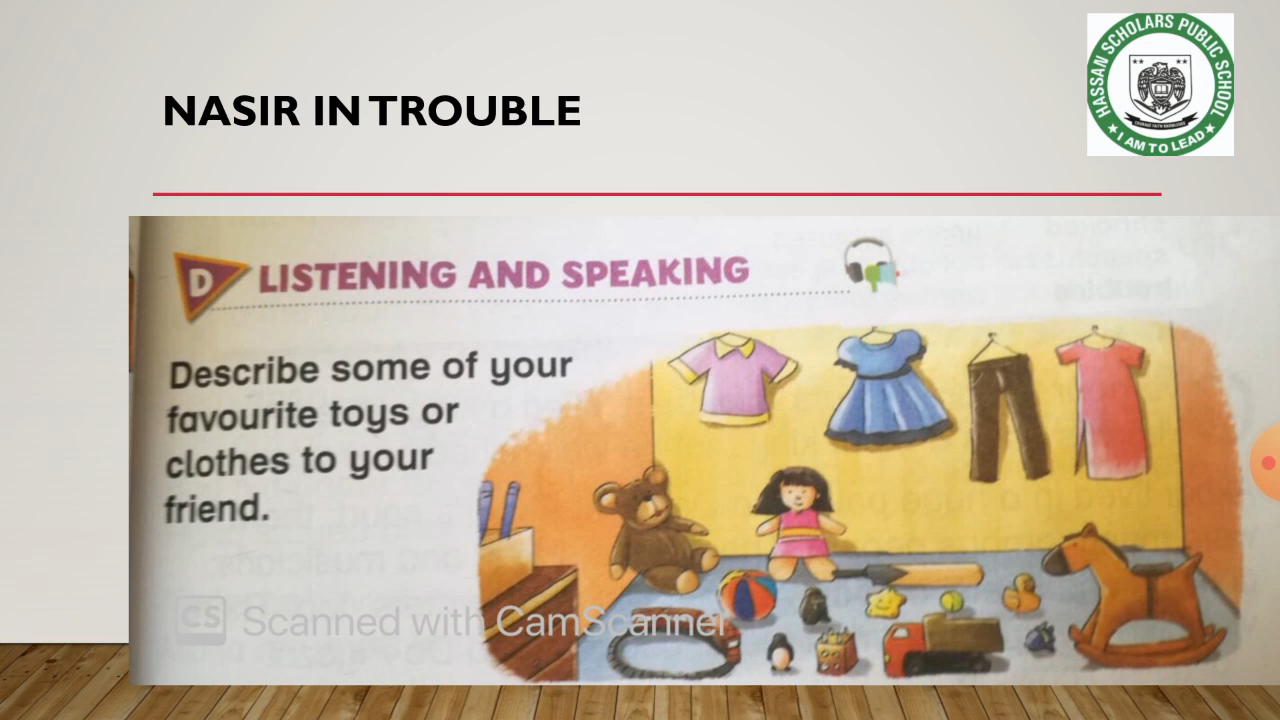 NASIR IN TROUBLE
HASSAN SCHOLARS PUBLIC SCHOOL
I AM TO LEAD
D LISTENING AND SPEAKING
Describe some of your
favourite toys or
clothes to your
friend.
CS Scanned with CamScanner